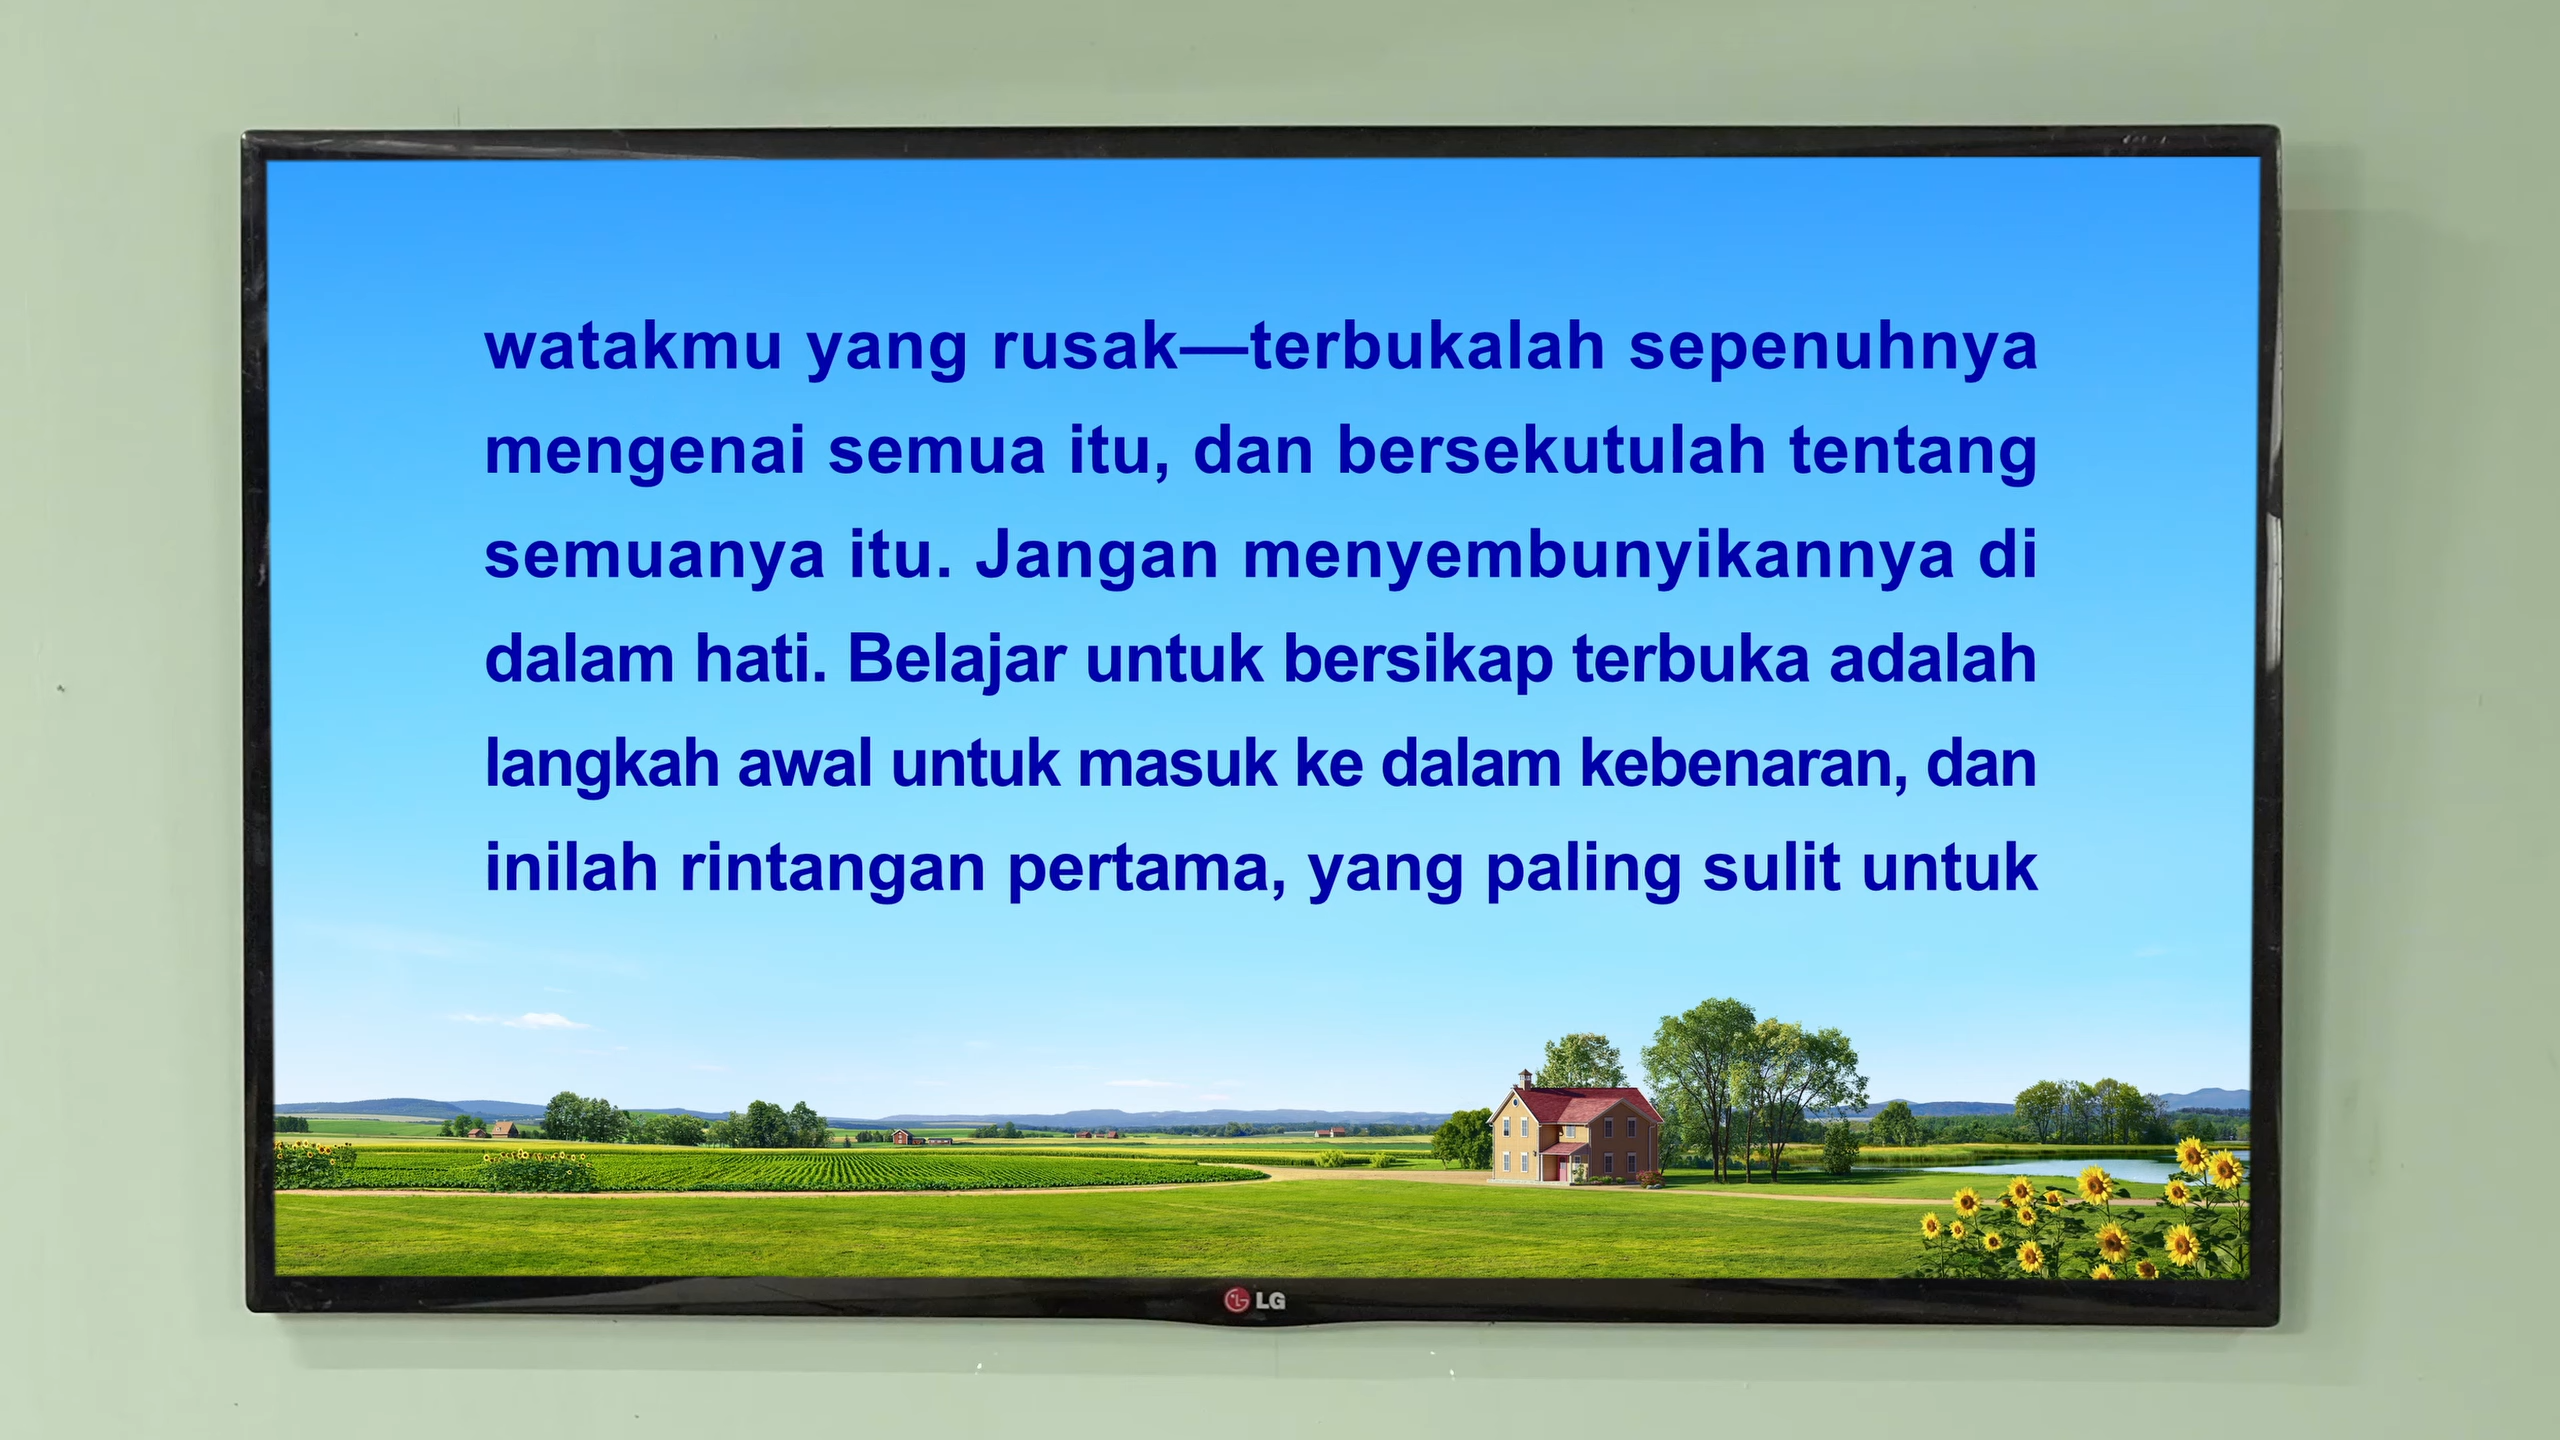 watakmu yang rusak—terbukalah sepenuhnya
mengenai semua itu, dan bersekutulah tentang
semuanya itu. Jangan menyembunyikannya di
dalam hati. Belajar untuk bersikap terbuka adalah
langkah awal untuk masuk ke dalam kebenaran, dan
inilah rintangan pertama, yang paling sulit untuk
LG